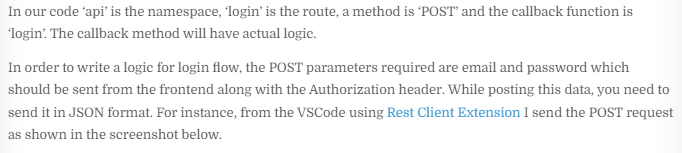 In our code ‘api’ is the namespace, ‘login’ is the route, a method is ‘POST’ and the callback function is
‘login’. The callback method will have actual logic.
In order to write a logic for login flow, the POST parameters required are email and password which
should be sent from the frontend along with the Authorization header. While posting this data, you need to
send it in JSON format. For instance, from the VSCode using Rest Client Extension I send the POST request
as shown in the screenshot below.